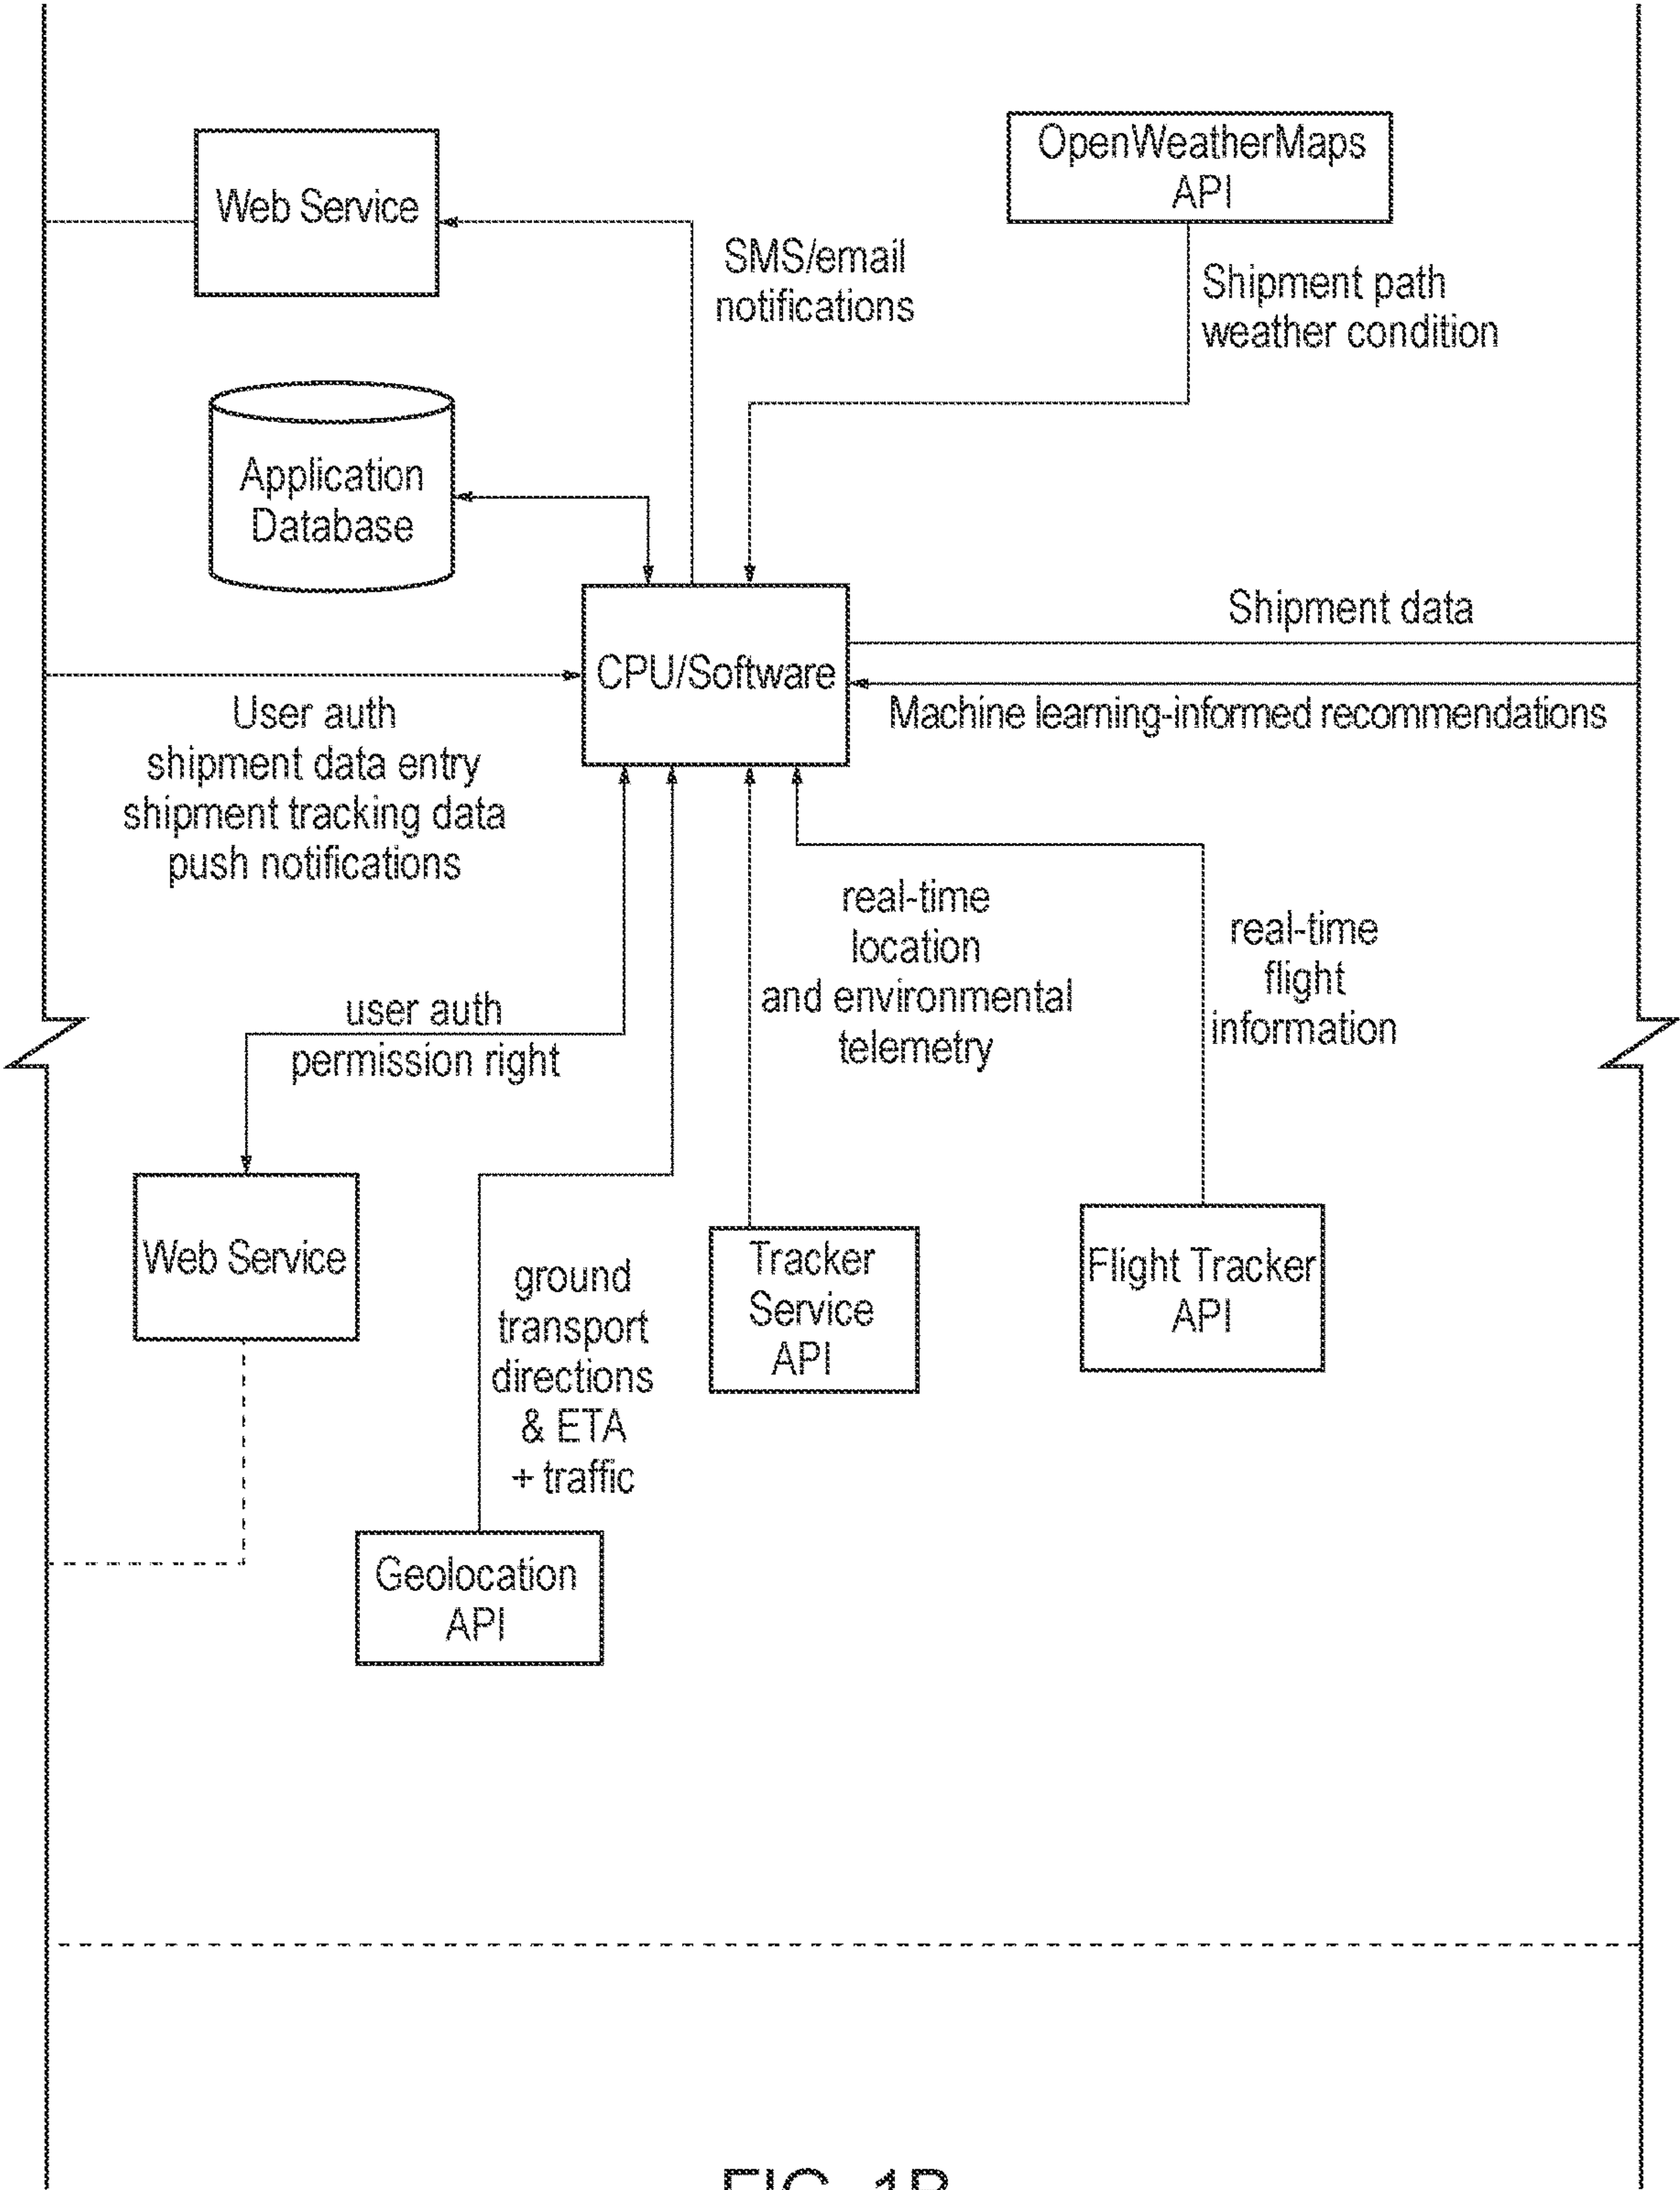 Web Service
OpenWeatherMaps
API
SMS/email
notifications
Shipment path
weather condition
Application
Database
CPU/Software
Shipment data
Machine learning-informed recommendations
User auth
shipment data entry
shipment tracking data
push notifications
user auth
permission right
real-time
location
and environmental
telemetry
real-time
flight
information
Web Service
ground
transport
directions
& ETA
+ traffic
Tracker
Service
API
Flight Tracker
API
Geolocation
API
FIG. 1B